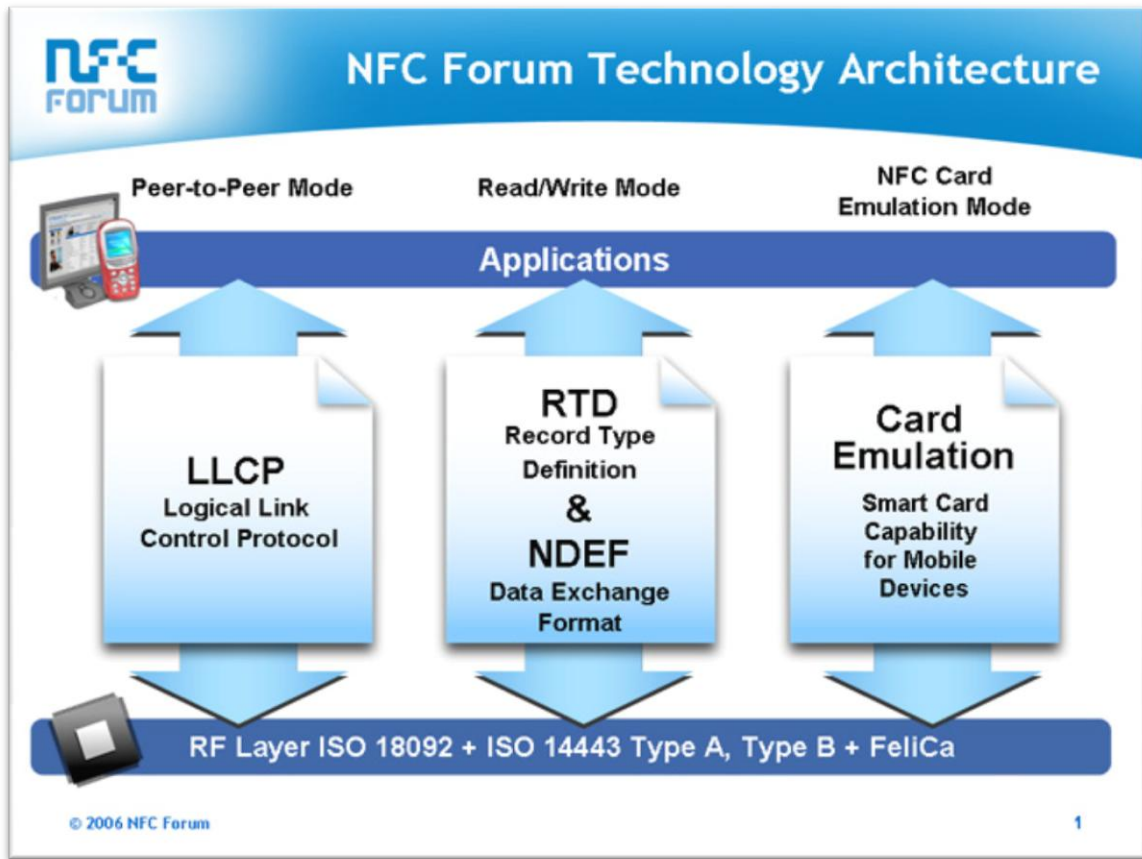 NFC
FORUM
NFC Forum Technology Architecture
Peer-to-Peer Mode
Read/Write Mode
NFC Card
Emulation Mode
Applications
LLCP
Logical Link
Control Protocol
RTD
Record Type
Definition
&
NDEF
Data Exchange
Format
Card
Emulation
Smart Card
Capability
for Mobile
Devices
RF Layer ISO 18092 + ISO 14443 Type A, Type B + FeliCa
© 2006 NFC Forum
1